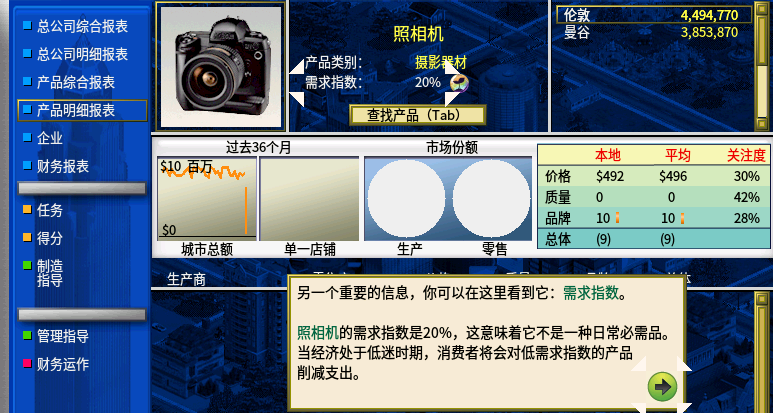 总公司综合报表
总公司明细报表
产品综合报表
产品明细报表
企业
财务报表
任务
得分
制造
指导
管理指导
财务运作
照相机
产品类别: 摄影器材
需求指数: 20%
查找产品（Tab）
伦敦 4,494,770
曼谷 3,853,870
过去36个月
$10 百万
$0
城市总额 单一店铺
市场份额
生产 零售
本地 平均 关注度
价格 $492 $496 30%
质量 0 0 42%
品牌 10 10 28%
总体 (9) (9)
生产商
另一个重要的信息，你可以在这里看到它：需求指数。
照相机的需求指数是20%，这意味着它不是一种日常必需品。
当经济处于低迷时期，消费者将会对低需求指数的产品
削减支出。